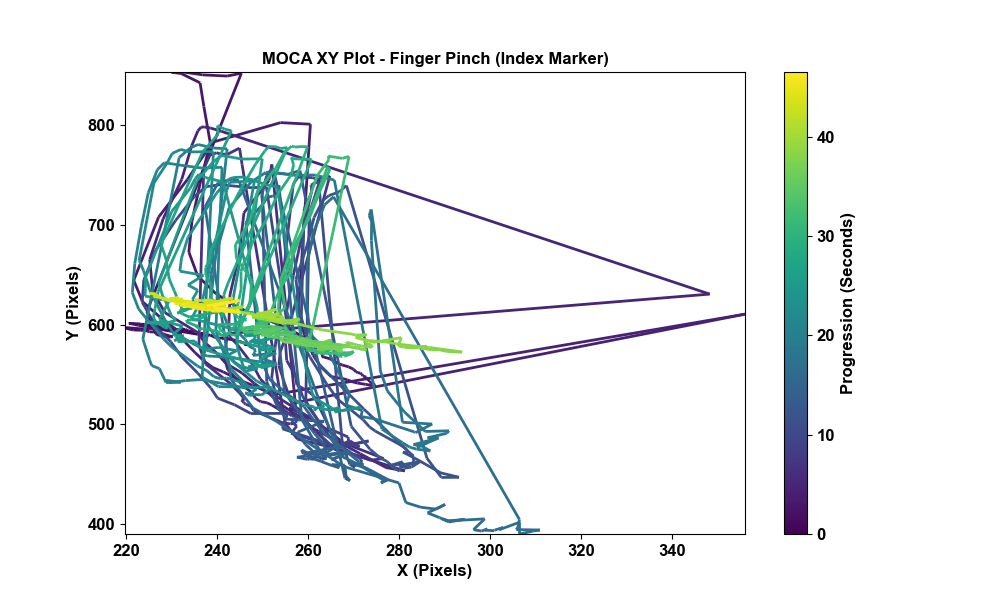 MOCA XY Plot - Finger Pinch (Index Marker)
800
700
600
500
400
Y (Pixels)
220 240 260 280 300 320 340
X (Pixels)
40
30
20
10
0
Progression (Seconds)